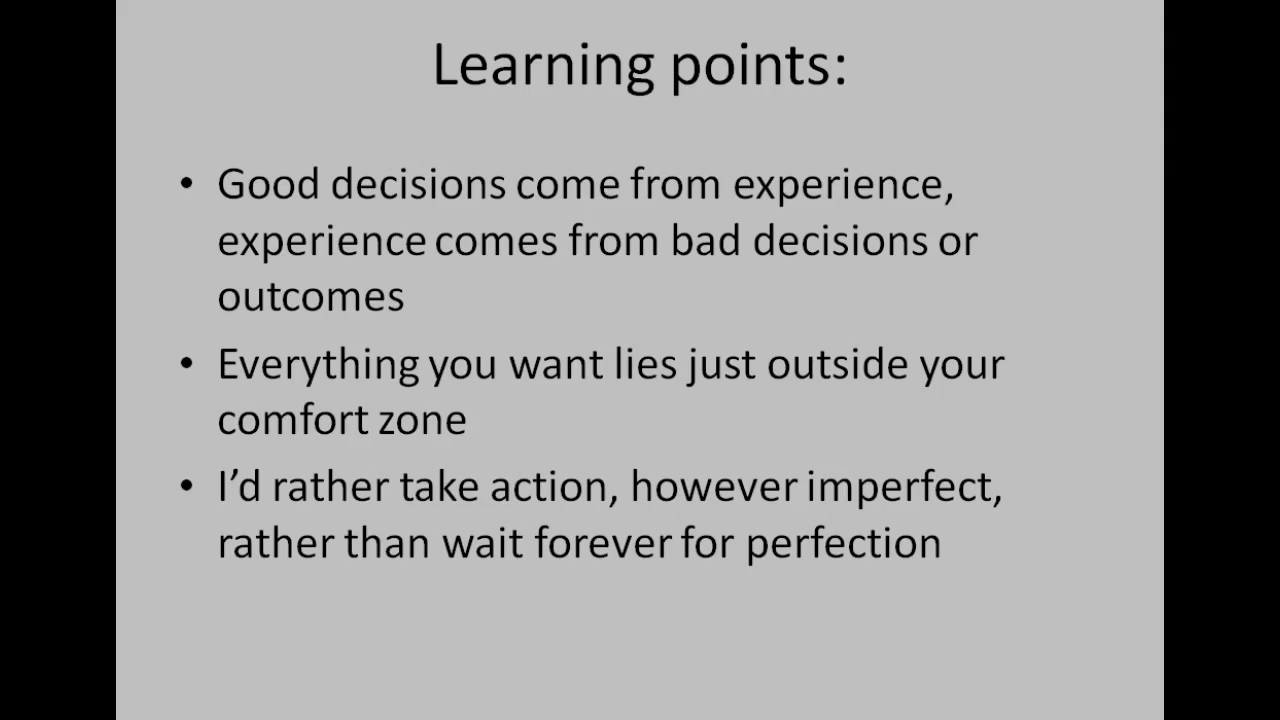 Learning points:
• Good decisions come from experience,
experience comes from bad decisions or
outcomes
• Everything you want lies just outside your
comfort zone
• I’d rather take action, however imperfect,
rather than wait forever for perfection